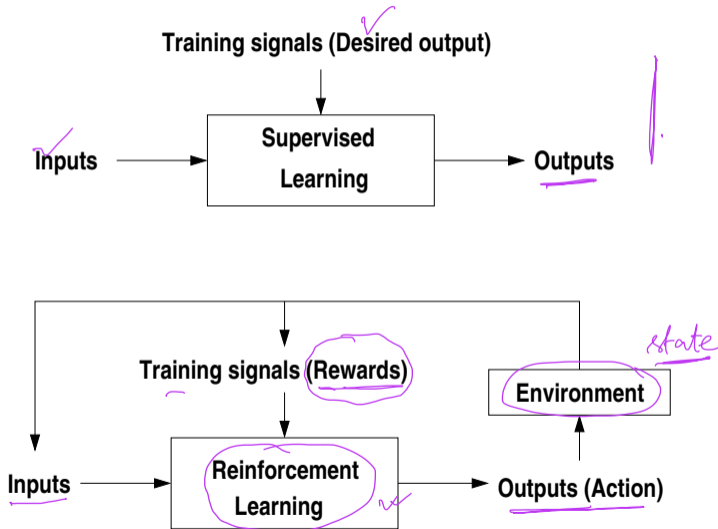 Training signals (Desired output)
Supervised
Learning
Inputs
Outputs
state
Training signals (Rewards)
Environment
Reinforcement
Learning
Inputs
Outputs (Action)